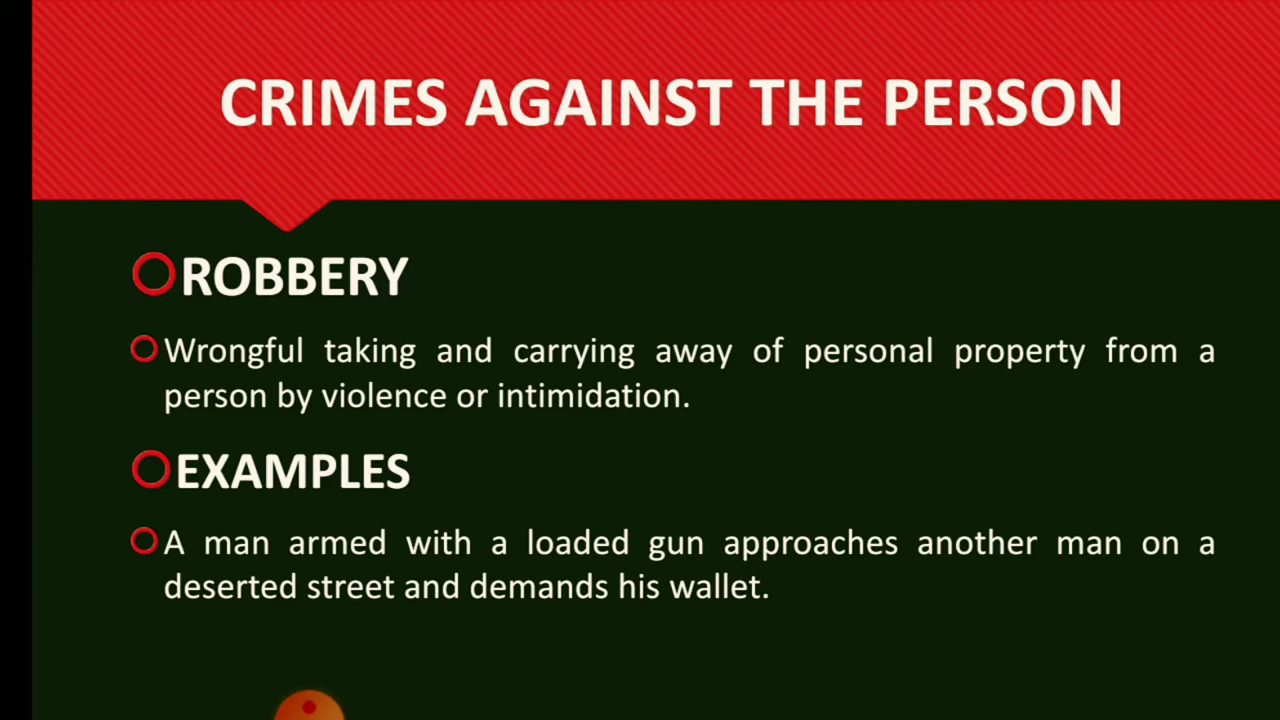 CRIMES AGAINST THE PERSON
ROBBERY
Wrongful taking and carrying away of personal property from a
person by violence or intimidation.
EXAMPLES
A man armed with a loaded gun approaches another man on a
deserted street and demands his wallet.